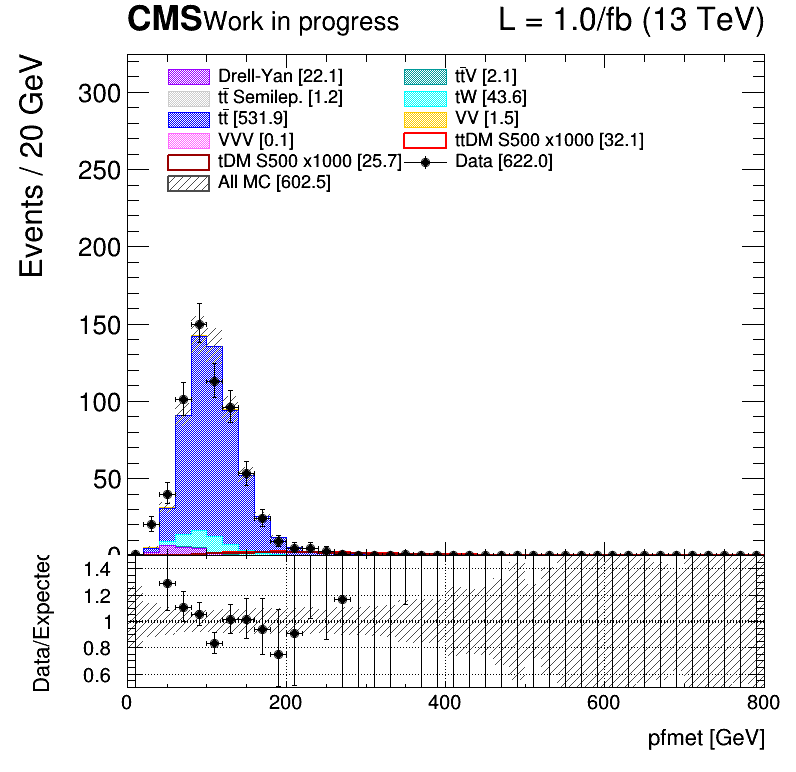 CMS Work in progress L = 1.0/fb (13 TeV)
Events / 20 GeV
Drell-Yan [22.1] tt̄V [2.1]
tt̄ Semilep. [1.2] tW [43.6]
tt̄ [531.9] VV [1.5]
VVV [0.1] ttDM S500 x1000 [32.1]
tDM S500 x1000 [25.7] Data [622.0]
All MC [602.5]
300
250
200
150
100
50
0
Data/Expected
1.4
1.2
1
0.8
0.6
0 200 400 600 800
pfmet [GeV]